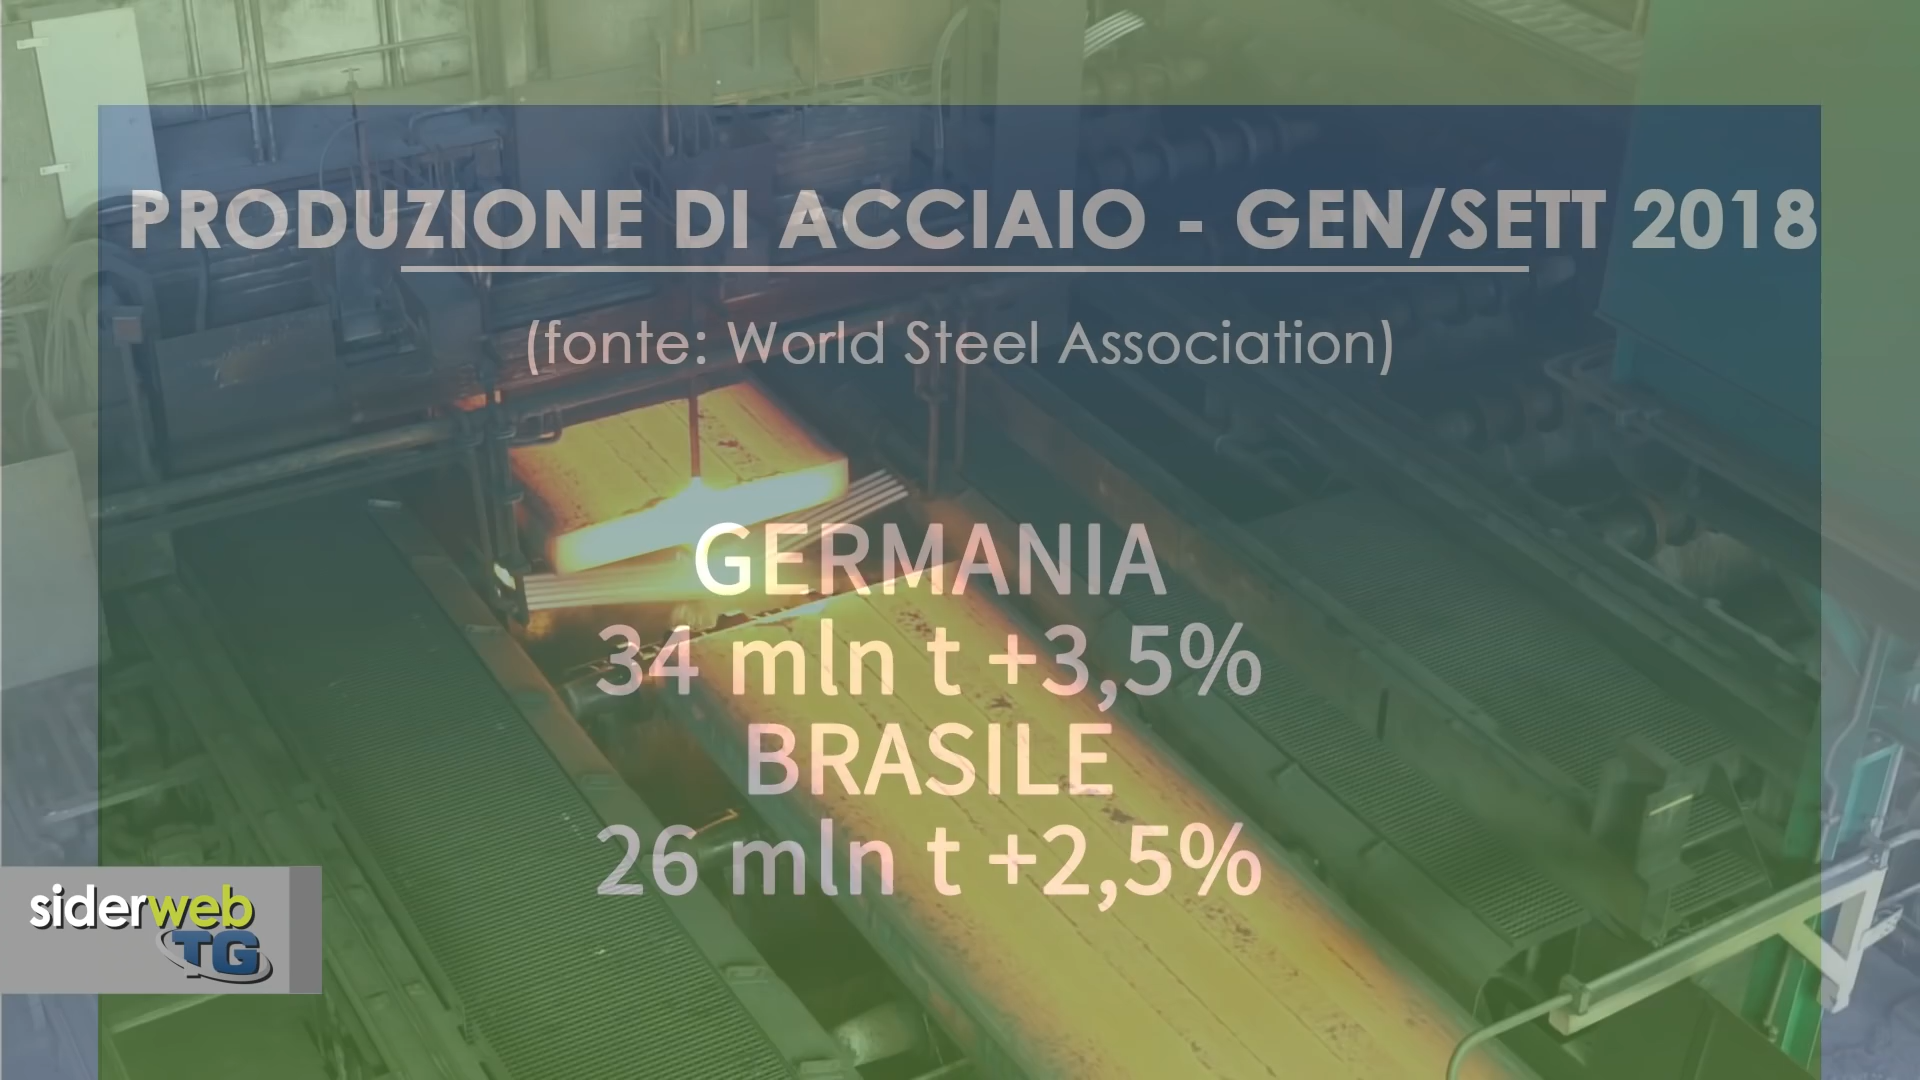 PRODUZIONE DI ACCIAIO - GEN/SETT 2018
(fonte: World Steel Association)
GERMANIA
34 mln t +3,5%
BRASILE
26 mln t +2,5%
siderweb
TG